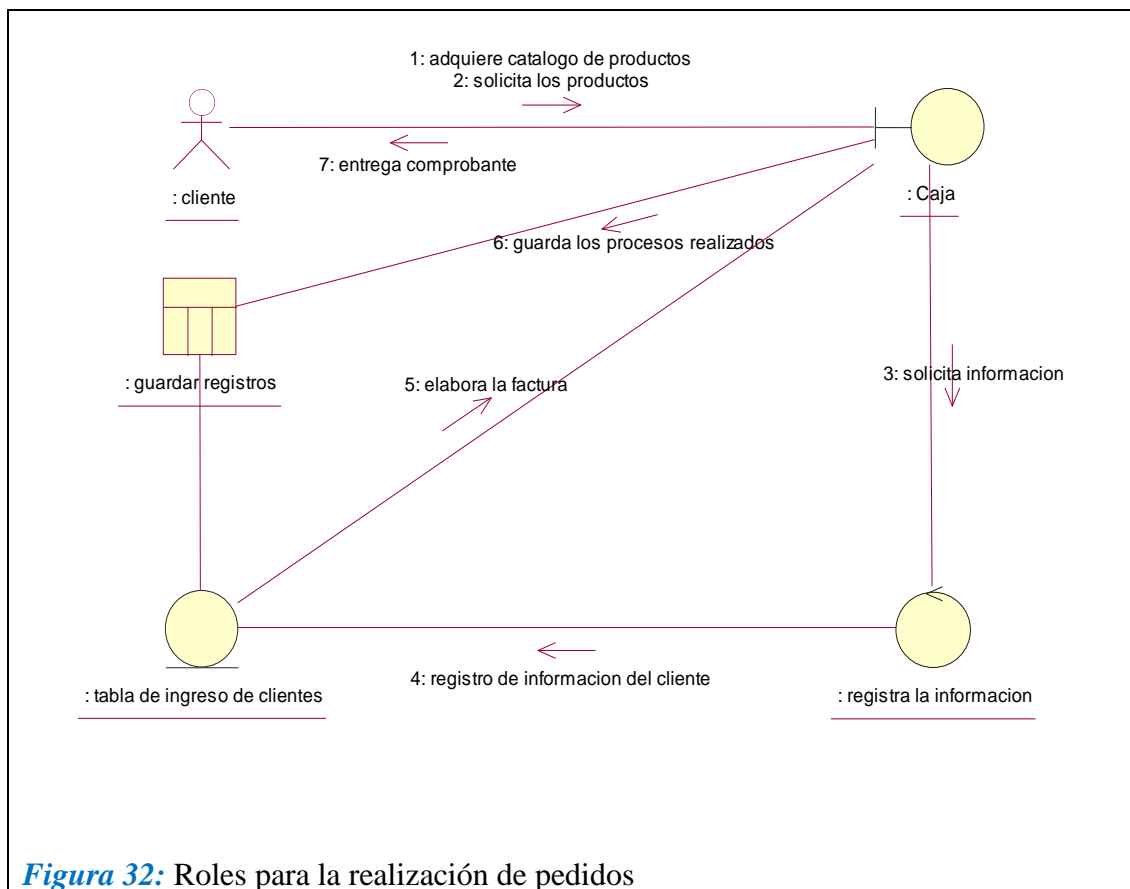 1: adquiere catalogo de productos
2: solicita los productos
7: entrega comprobante
: cliente
: Caja
6: guarda los procesos realizados
: guardar registros
5: elabora la factura
3: solicita informacion
4: registro de informacion del cliente
: tabla de ingreso de clientes
: registra la informacion
Figura 32: Roles para la realización de pedidos